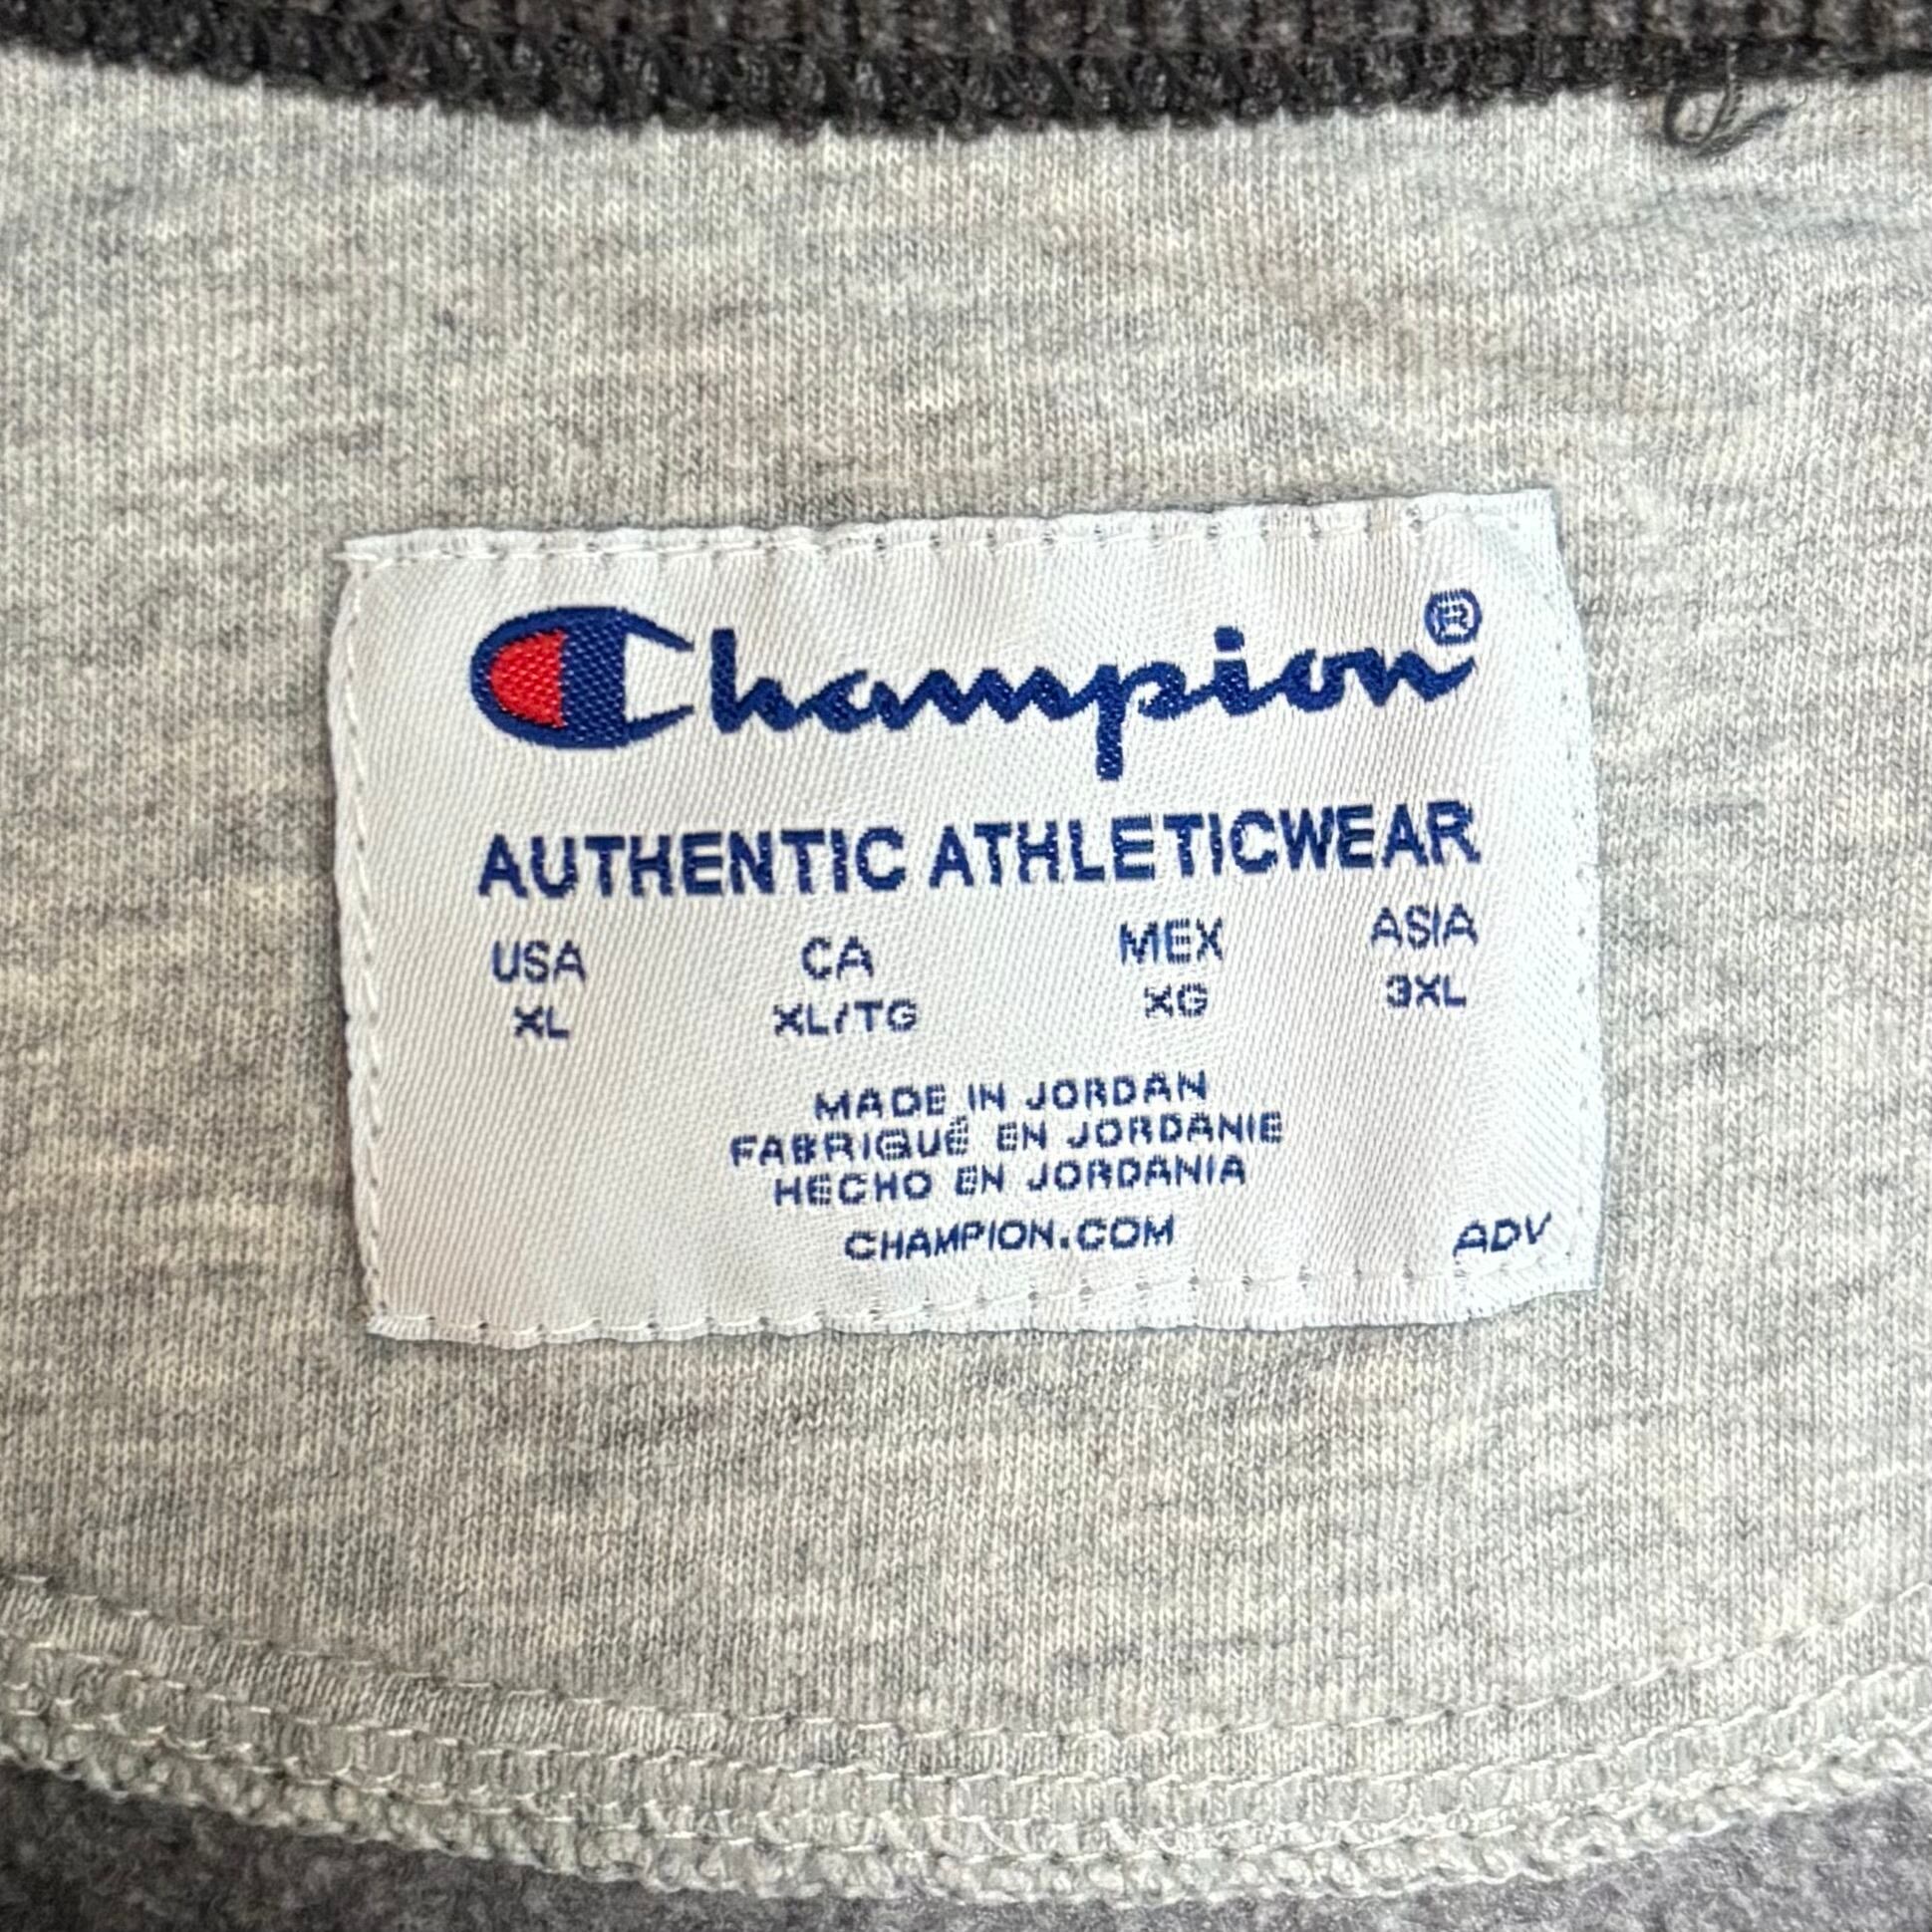 Champion®
AUTHENTIC ATHLETICWEAR
USA CA MEX ASIA
XL XL/TG XG 3XL
MADE IN JORDAN
FABRIQUÉ EN JORDANIE
HECHO EN JORDANIA
CHAMPION.COM ADV